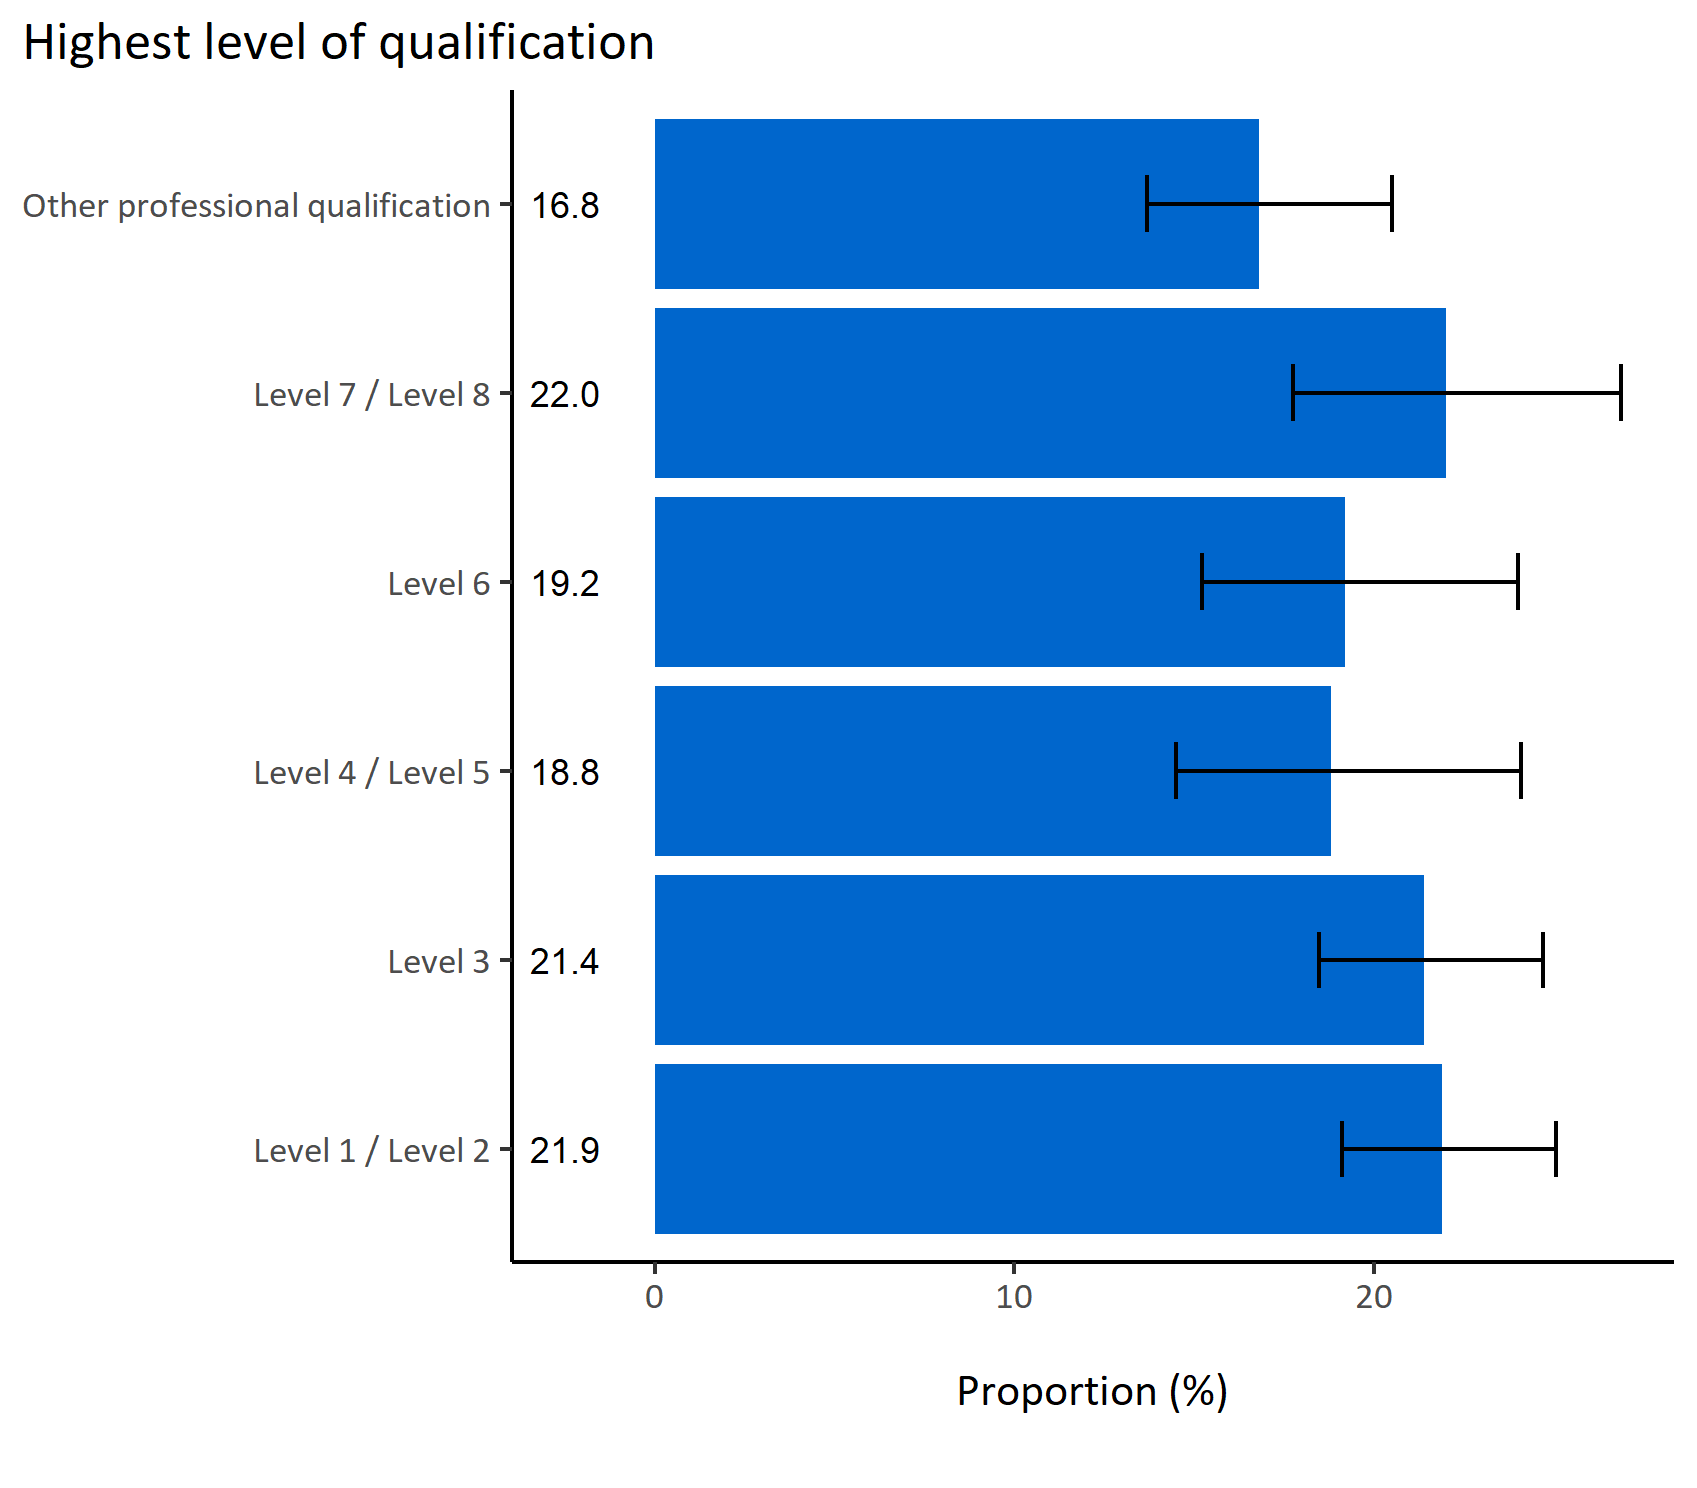 Highest level of qualification
Other professional qualification 16.8
Level 7 / Level 8 22.0
Level 6 19.2
Level 4 / Level 5 18.8
Level 3 21.4
Level 1 / Level 2 21.9
0 10 20
Proportion (%)